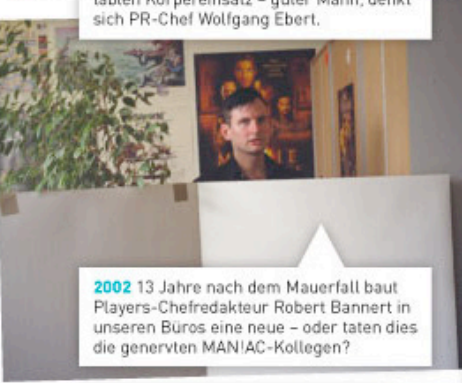 labten Körpereinsatz – guter Mann, denkt
sich PR-Chef Wolfgang Ebert.
2002 13 Jahre nach dem Mauerfall baut
Players-Chefredakteur Robert Bannert in
unseren Büros eine neue – oder taten dies
die genervten MAN!AC-Kollegen?